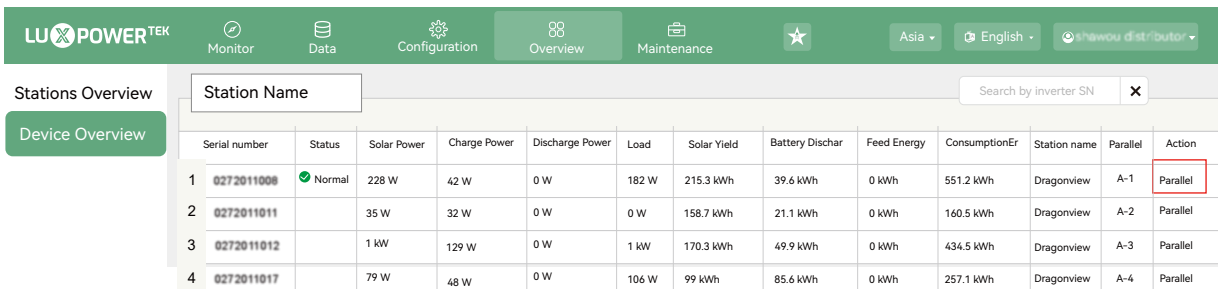 LUXPOWERTEK
Monitor
Data
Configuration
Overview
Maintenance
Asia
English
distributor
Stations Overview
Device Overview
Station Name
Search by inverter SN
Serial number Status Solar Power Charge Power Discharge Power Load Solar Yield Battery Dischar Feed Energy ConsumptionEr Station name Parallel Action
1 0272011008 Normal 228 W 42 W 0 W 182 W 215.3 kWh 39.6 kWh 0 kWh 551.2 kWh Dragonview A-1 Parallel
2 0272011011 35 W 32 W 0 W 0 W 158.7 kWh 21.1 kWh 0 kWh 160.5 kWh Dragonview A-2 Parallel
3 0272011012 1 kW 129 W 0 W 1 kW 170.3 kWh 49.9 kWh 0 kWh 434.5 kWh Dragonview A-3 Parallel
4 0272011017 79 W 48 W 0 W 106 W 99 kWh 85.6 kWh 0 kWh 257.1 kWh Dragonview A-4 Parallel